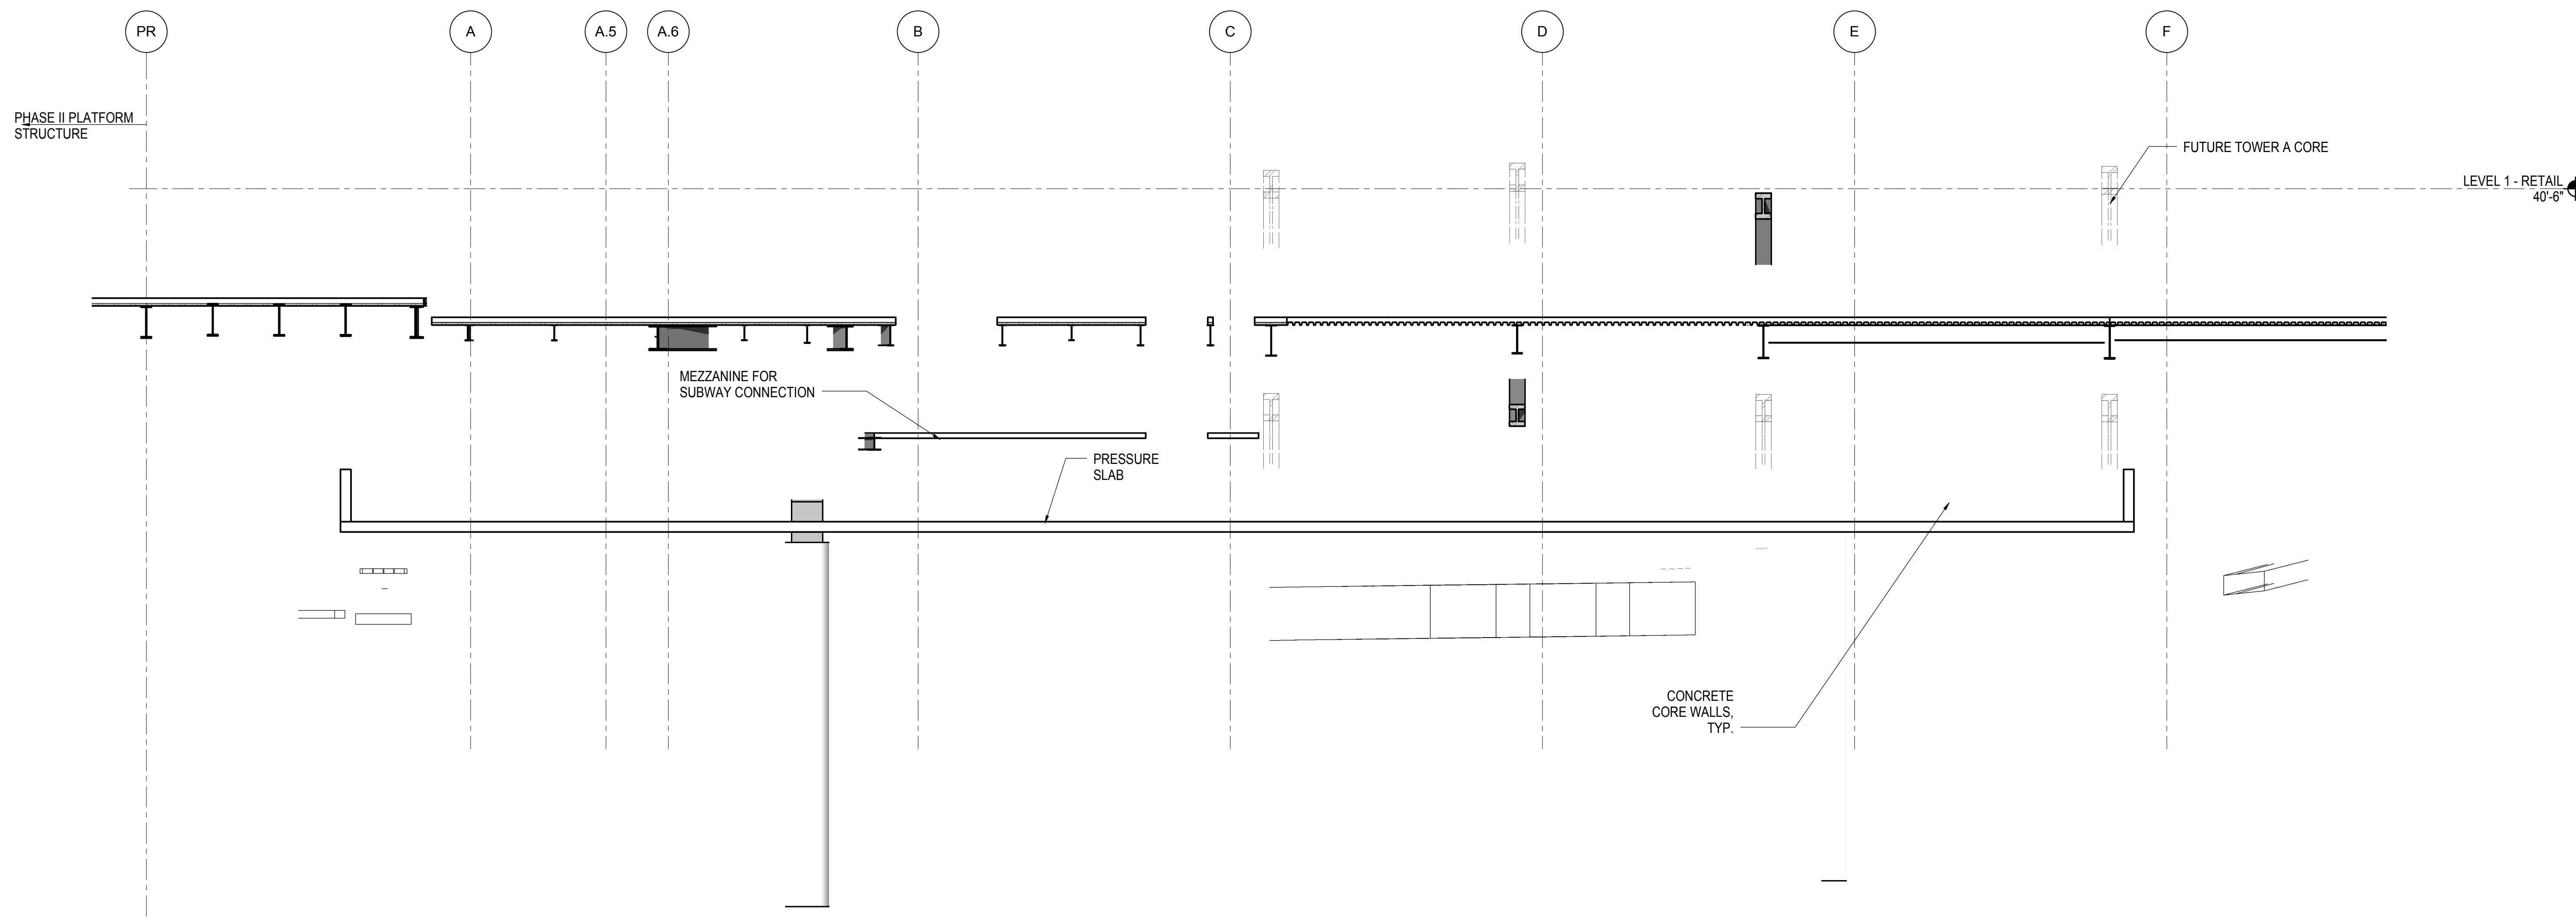 PR
A
A.5
A.6
B
C
D
E
F
PHASE II PLATFORM
STRUCTURE
FUTURE TOWER A CORE
LEVEL 1 - RETAIL
40'-6"
MEZZANINE FOR
SUBWAY CONNECTION
PRESSURE
SLAB
CONCRETE
CORE WALLS,
TYP.